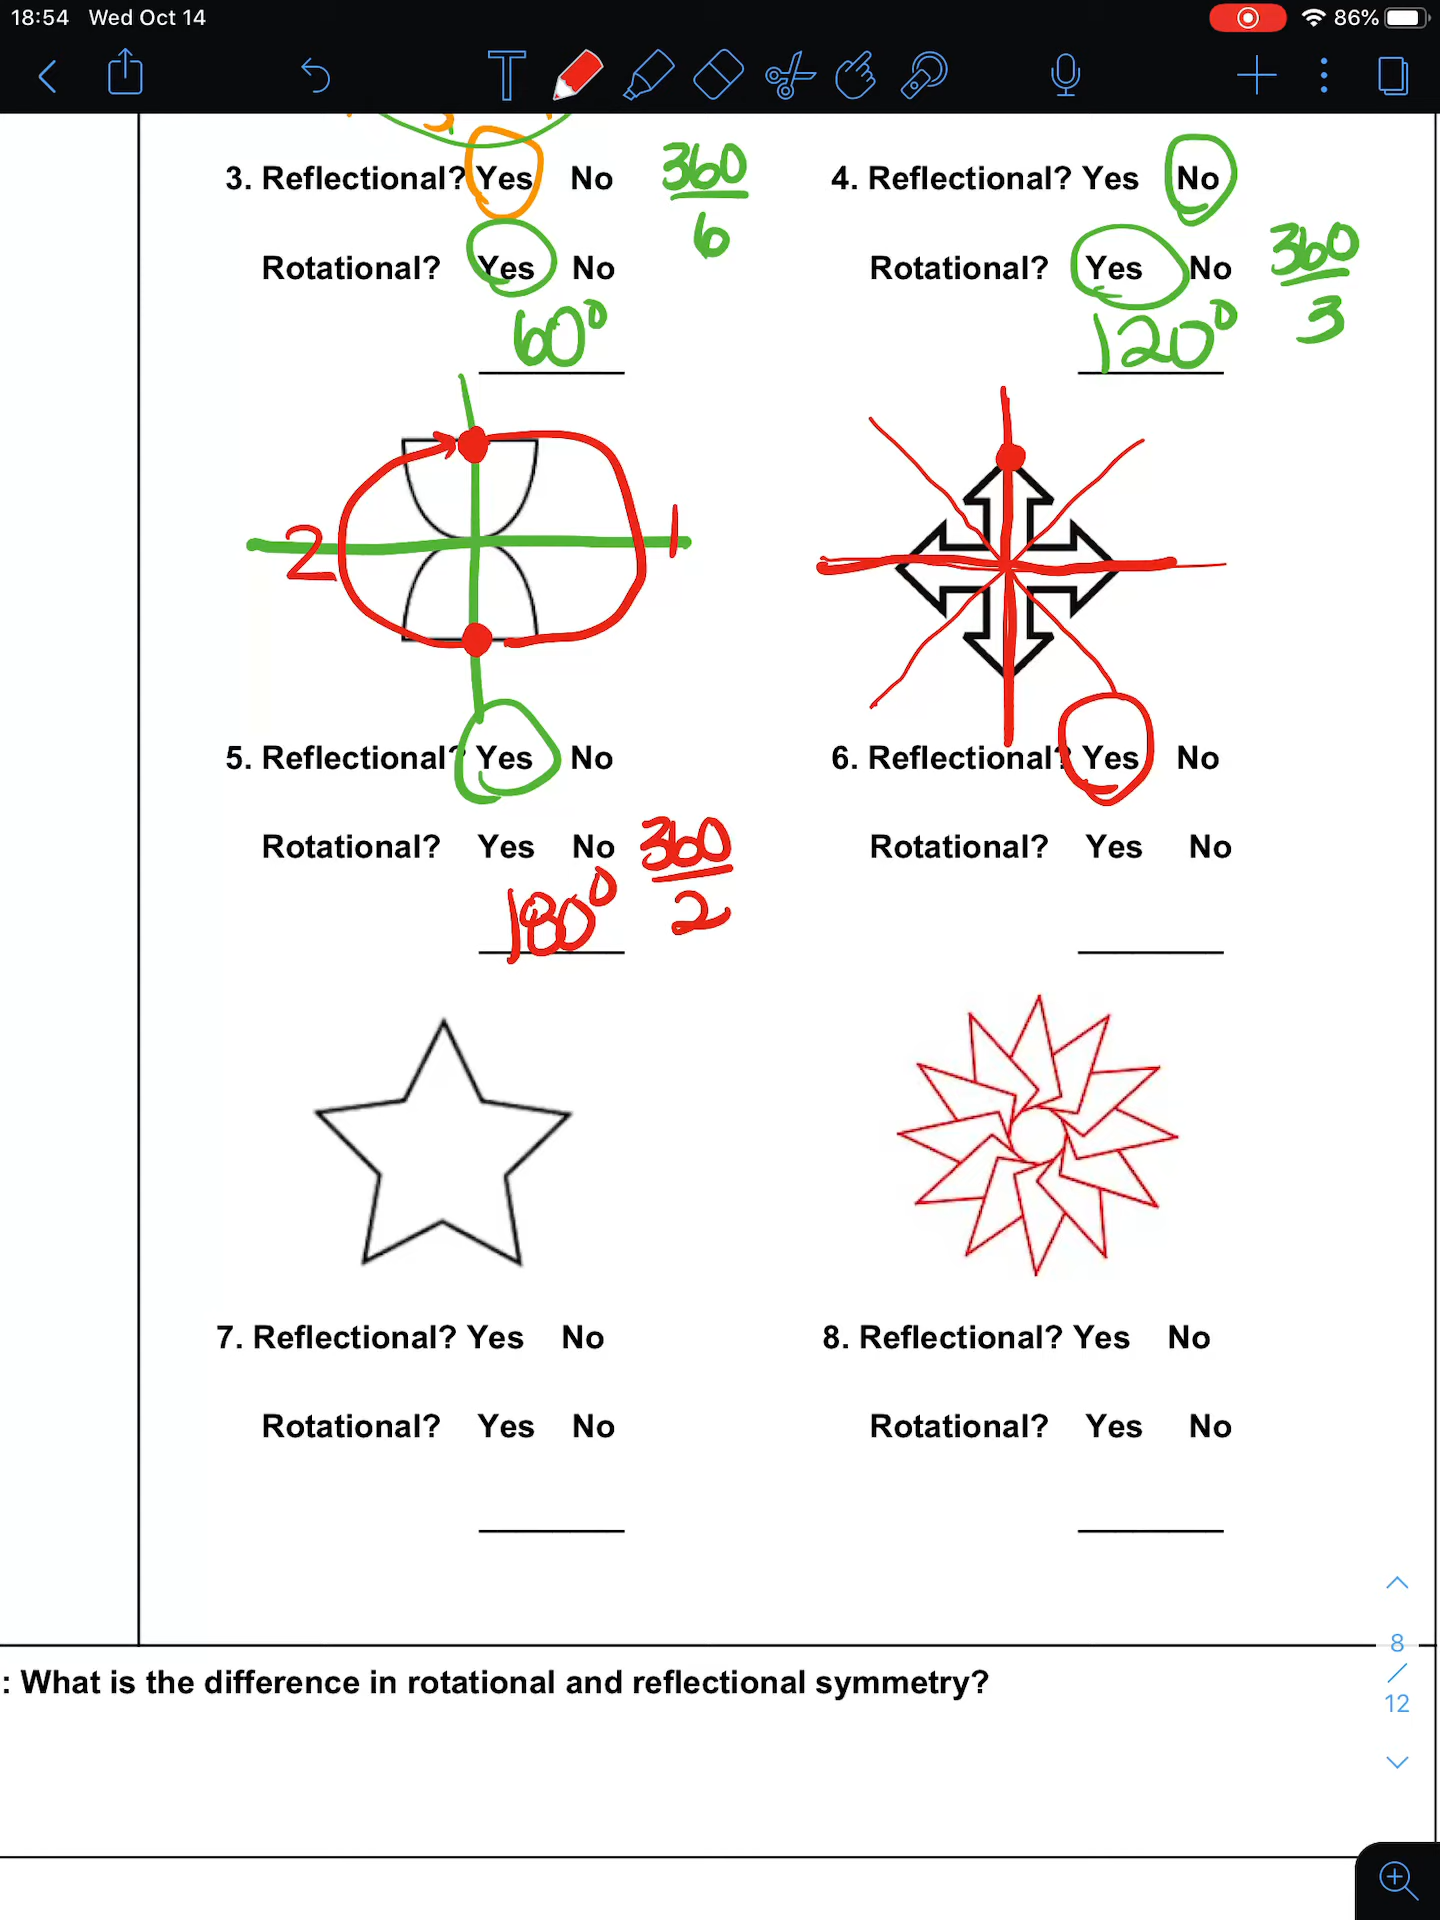 18:54 Wed Oct 14 86%
T
3. Reflectional? Yes No 360/6
4. Reflectional? Yes No
Rotational? Yes No
Rotational? Yes No 360/3
60°
120°
2 1
5. Reflectional? Yes No
6. Reflectional? Yes No
Rotational? Yes No 360/2
Rotational? Yes No
180°
7. Reflectional? Yes No
8. Reflectional? Yes No
Rotational? Yes No
Rotational? Yes No
8
/
12
: What is the difference in rotational and reflectional symmetry?